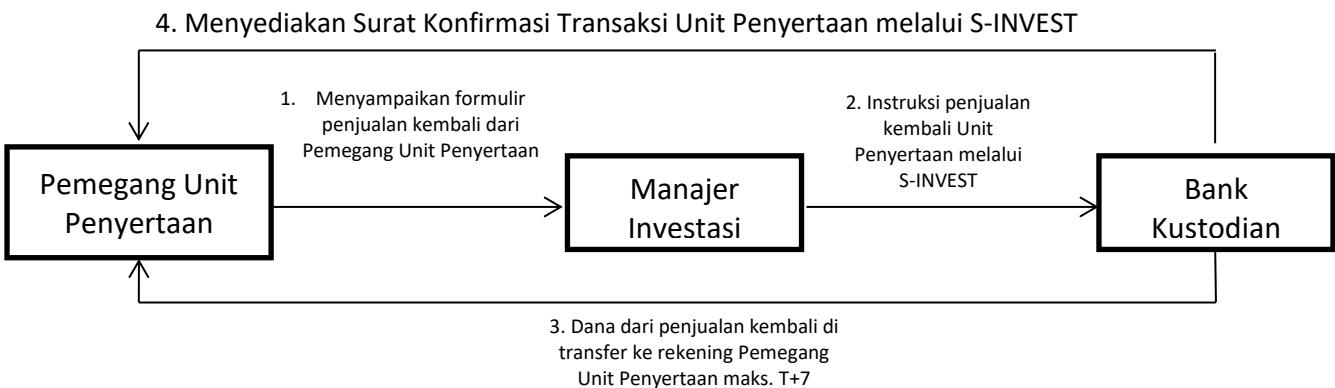 4. Menyediakan Surat Konfirmasi Transaksi Unit Penyertaan melalui S-INVEST
1. Menyampaikan formulir
penjualan kembali dari
Pemegang Unit Penyertaan
2. Instruksi penjualan
kembali Unit
Penyertaan melalui
S-INVEST
Pemegang Unit
Penyertaan
Manajer
Investasi
Bank
Kustodian
3. Dana dari penjualan kembali di
transfer ke rekening Pemegang
Unit Penyertaan maks. T+7